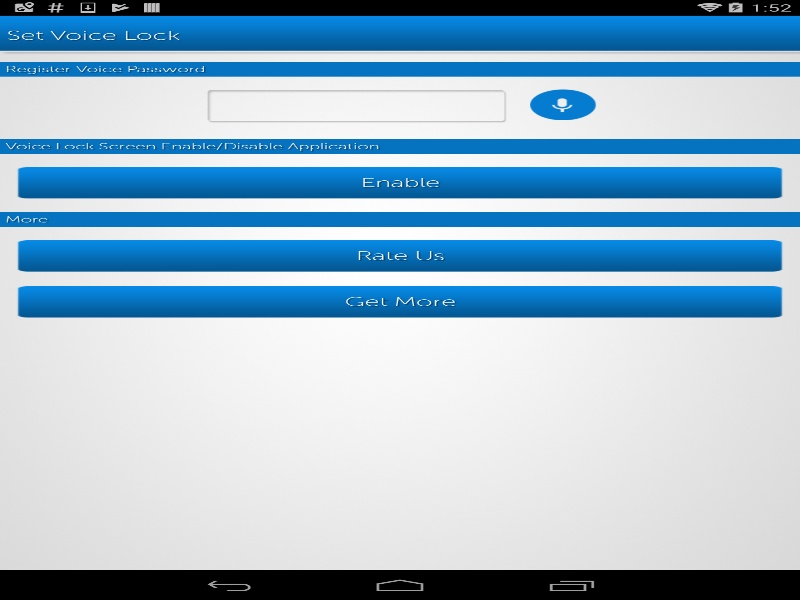 1:52
Set Voice Lock
Register Voice Password
Voice Lock Screen Enable/Disable Application
Enable
More
Rate Us
Get More